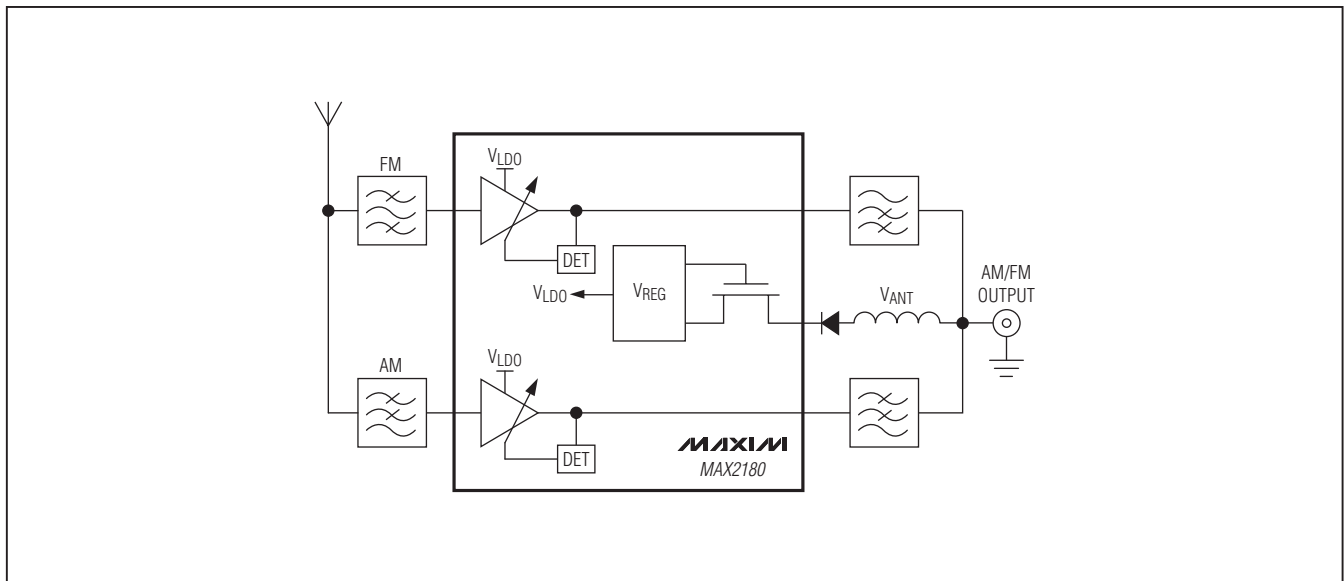 FM
VLDO
DET
VLDO
VREG
VANT
AM/FM
OUTPUT
AM
VLDO
DET
MAXIM
MAX2180